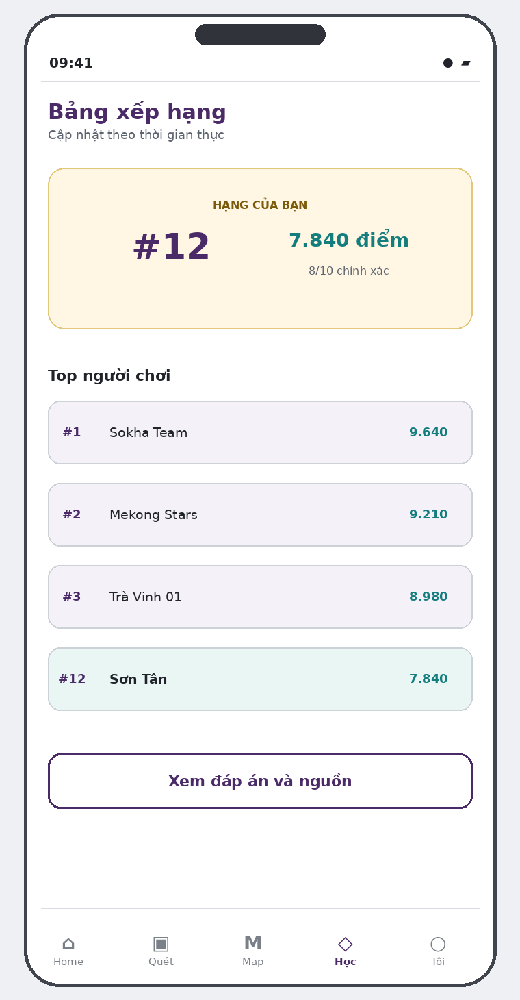 09:41
Bảng xếp hạng
Cập nhật theo thời gian thực
HẠNG CỦA BẠN
#12
7.840 điểm
8/10 chính xác
Top người chơi
#1 Sokha Team 9.640
#2 Mekong Stars 9.210
#3 Trà Vinh 01 8.980
#12 Sơn Tân 7.840
Xem đáp án và nguồn
M
Home Quét Map Học Tôi